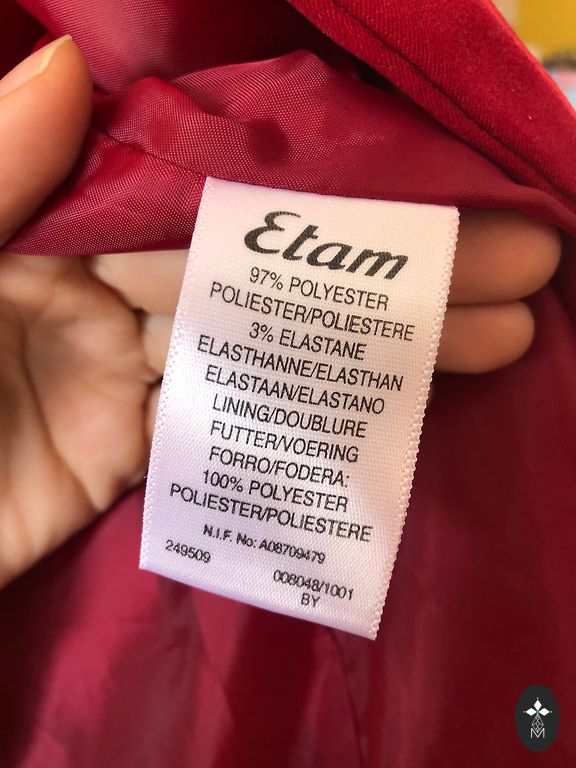 Etam
97% POLYESTER
POLIESTER/POLIESTERE
3% ELASTANE
ELASTHANNE/ELASTHAN
ELASTAAN/ELASTANO
LINING/DOUBLURE
FUTTER/VOERING
FORRO/FODERA:
100% POLYESTER
POLIESTER/POLIESTERE
N.I.F. No: A08709479
249509 008048/1001
BY
M